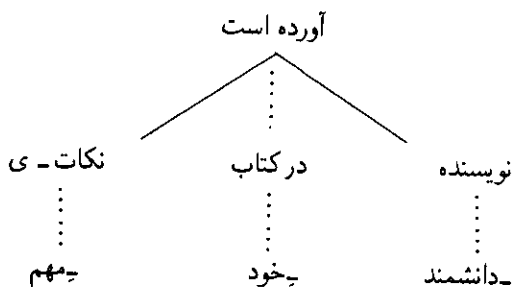 آورده است
نویسنده در کتاب نکات ـ ی
ـِ دانشمند ـِ خود ـِ مهم